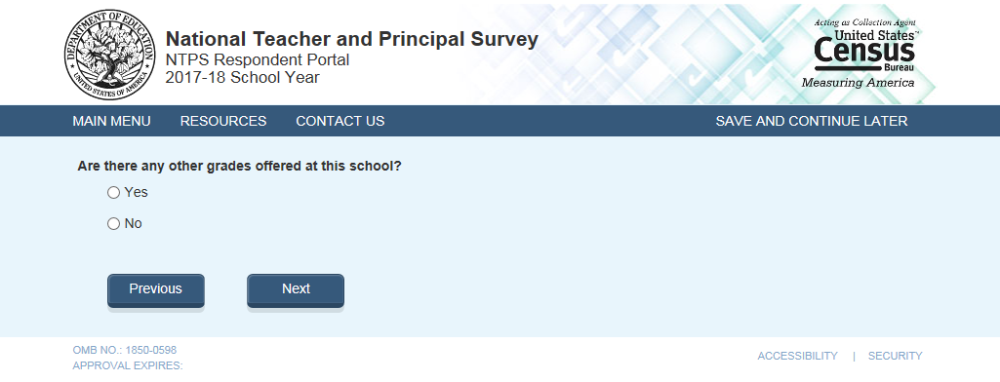 DEPARTMENT OF EDUCATION
UNITED STATES OF AMERICA
National Teacher and Principal Survey
NTPS Respondent Portal
2017-18 School Year
Acting as Collection Agent
United States™
Census
Bureau
Measuring America
MAIN MENU RESOURCES CONTACT US SAVE AND CONTINUE LATER
Are there any other grades offered at this school?
Yes
No
Previous Next
OMB NO.: 1850-0598
APPROVAL EXPIRES:
ACCESSIBILITY | SECURITY